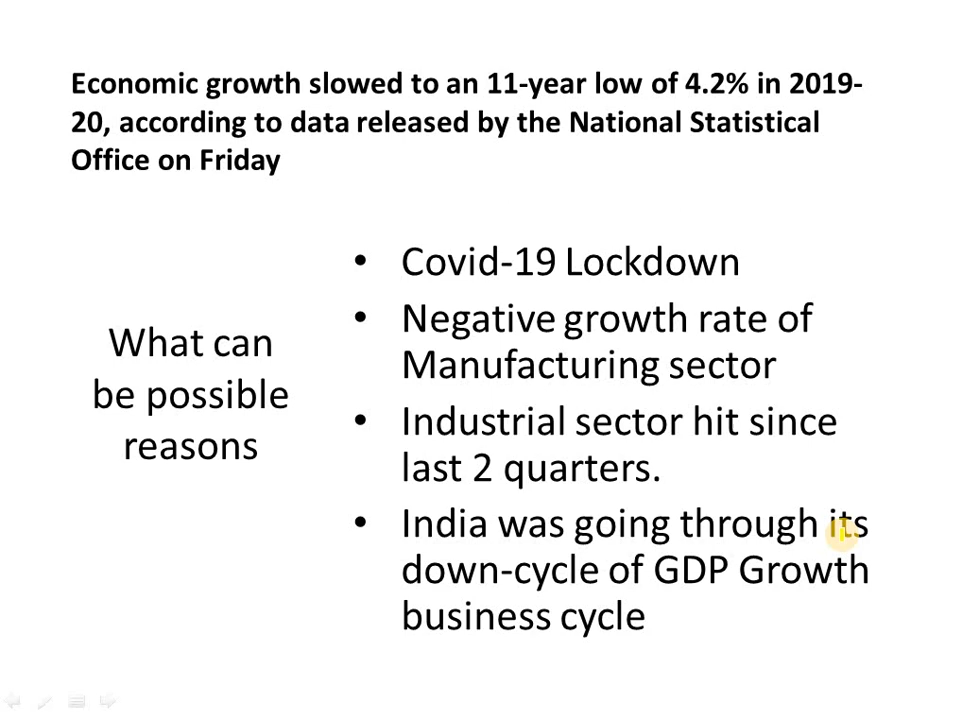 Economic growth slowed to an 11-year low of 4.2% in 2019-
20, according to data released by the National Statistical
Office on Friday
What can
be possible
reasons
• Covid-19 Lockdown
• Negative growth rate of
Manufacturing sector
• Industrial sector hit since
last 2 quarters.
• India was going through its
down-cycle of GDP Growth
business cycle